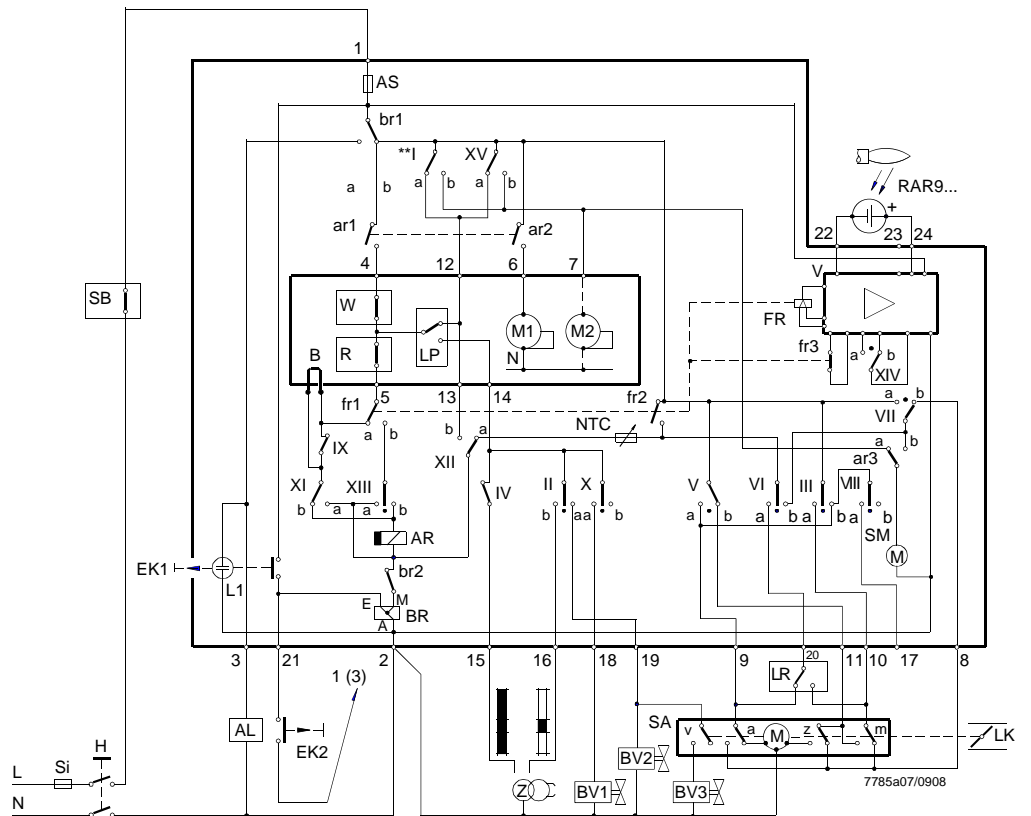 1
AS
br1
**I
XV
a
b
a
b
a
b
RAR9...
+
ar1
ar2
22
23
24
4
12
6
7
V
SB
W
R
LP
M1
M2
N
FR
fr3
a
b
XIV
B
fr1
5
13
14
fr2
a
b
VII
NTC
a
b
b
a
a
b
ar3
IX
XII
XI
XIII
IV
II
X
V
VI
III
VIII
b
a
a
b
b
a
a
b
a
b
a
b
a
b
a
b
AR
SM
M
EK1
L1
br2
E
M
BR
A
3
21
2
15
16
18
19
9
20
11
10
17
8
1 (3)
LR
AL
EK2
SA
v
a
M
z
m
LK
H
BV2
L
Si
7785a07/0908
N
Z
BV1
BV3